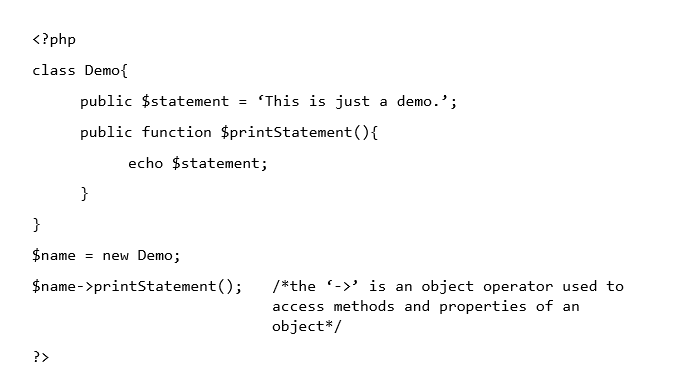 <?php
class Demo{
public $statement = ‘This is just a demo.’;
public function $printStatement(){
echo $statement;
}
}
$name = new Demo;
$name->printStatement(); /*the ‘->’ is an object operator used to
access methods and properties of an
object*/
?>